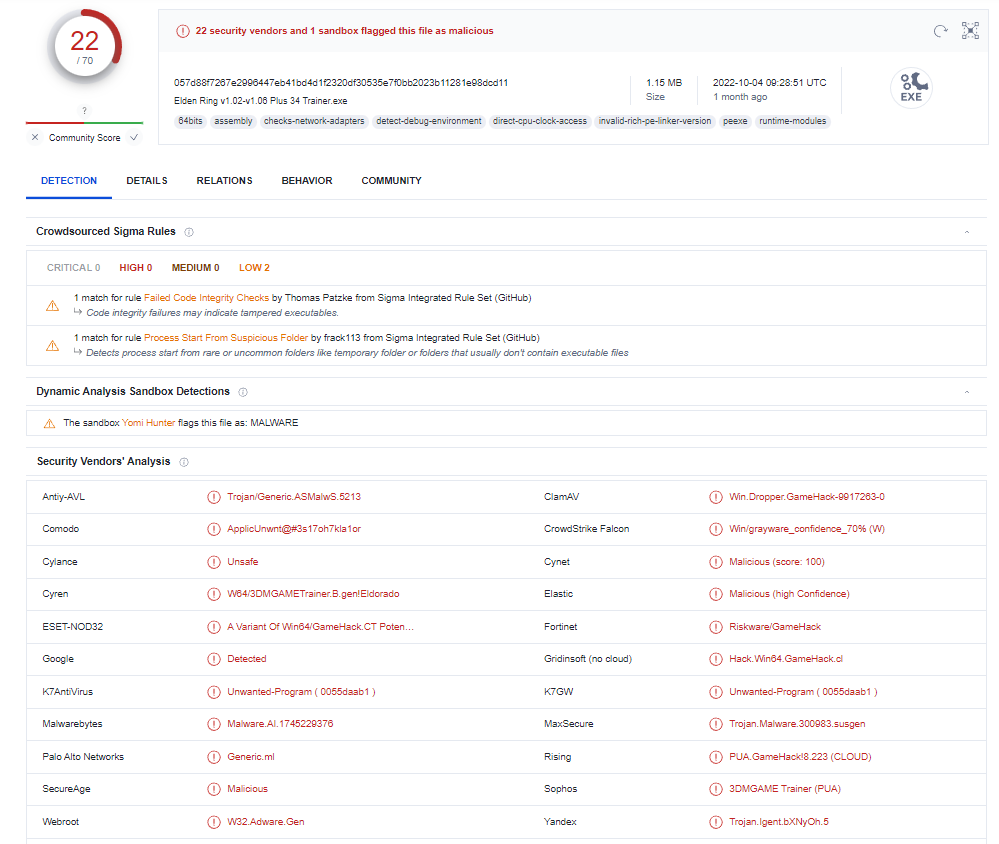 22
/ 70
?
Community Score
22 security vendors and 1 sandbox flagged this file as malicious
057d88f7267e2996447eb41bd4d1f2320df30535e7f0bb2023b11281e98dcd11
Elden Ring v1.02-v1.06 Plus 34 Trainer.exe
1.15 MB
Size
2022-10-04 09:28:51 UTC
1 month ago
EXE
64bits assembly checks-network-adapters detect-debug-environment direct-cpu-clock-access invalid-rich-pe-linker-version peexe runtime-modules
DETECTION DETAILS RELATIONS BEHAVIOR COMMUNITY
Crowdsourced Sigma Rules
CRITICAL 0 HIGH 0 MEDIUM 0 LOW 2
1 match for rule Failed Code Integrity Checks by Thomas Patzke from Sigma Integrated Rule Set (GitHub)
Code integrity failures may indicate tampered executables.
1 match for rule Process Start From Suspicious Folder by frack113 from Sigma Integrated Rule Set (GitHub)
Detects process start from rare or uncommon folders like temporary folder or folders that usually don't contain executable files
Dynamic Analysis Sandbox Detections
The sandbox Yomi Hunter flags this file as: MALWARE
Security Vendors' Analysis
Antiy-AVL Trojan/Generic.ASMalwS.5213 ClamAV Win.Dropper.GameHack-9917263-0
Comodo ApplicUnwnt@#3s17oh7kla1or CrowdStrike Falcon Win/grayware_confidence_70% (W)
Cylance Unsafe Cynet Malicious (score: 100)
Cyren W64/3DMGAMETrainer.B.gen!Eldorado Elastic Malicious (high Confidence)
ESET-NOD32 A Variant Of Win64/GameHack.CT Poten... Fortinet Riskware/GameHack
Google Detected Gridinsoft (no cloud) Hack.Win64.GameHack.cl
K7AntiVirus Unwanted-Program ( 0055daab1 ) K7GW Unwanted-Program ( 0055daab1 )
Malwarebytes Malware.AI.1745229376 MaxSecure Trojan.Malware.300983.susgen
Palo Alto Networks Generic.ml Rising PUA.GameHack!8.223 (CLOUD)
SecureAge Malicious Sophos 3DMGAME Trainer (PUA)
Webroot W32.Adware.Gen Yandex Trojan.Igent.bXNyOh.5